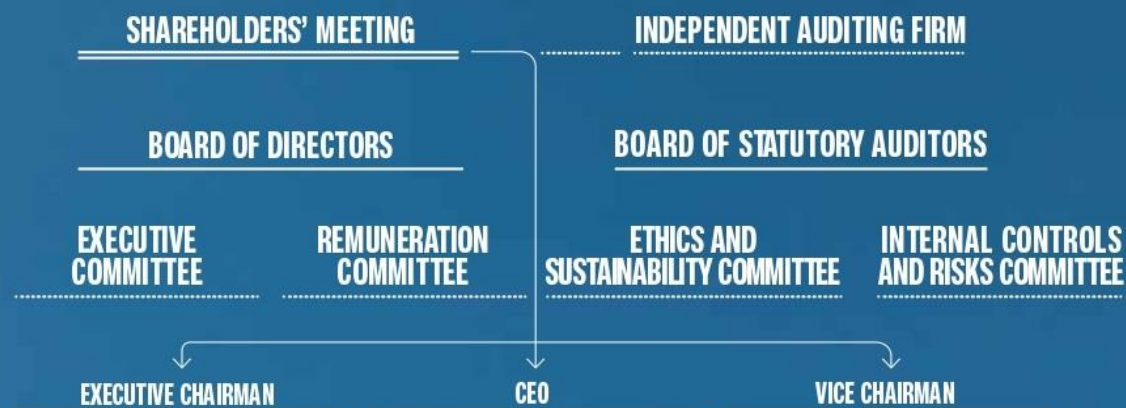 SHAREHOLDERS' MEETING
INDEPENDENT AUDITING FIRM
BOARD OF DIRECTORS
BOARD OF STATUTORY AUDITORS
EXECUTIVE
COMMITTEE
REMUNERATION
COMMITTEE
ETHICS AND
SUSTAINABILITY COMMITTEE
INTERNAL CONTROLS
AND RISKS COMMITTEE
EXECUTIVE CHAIRMAN
CEO
VICE CHAIRMAN